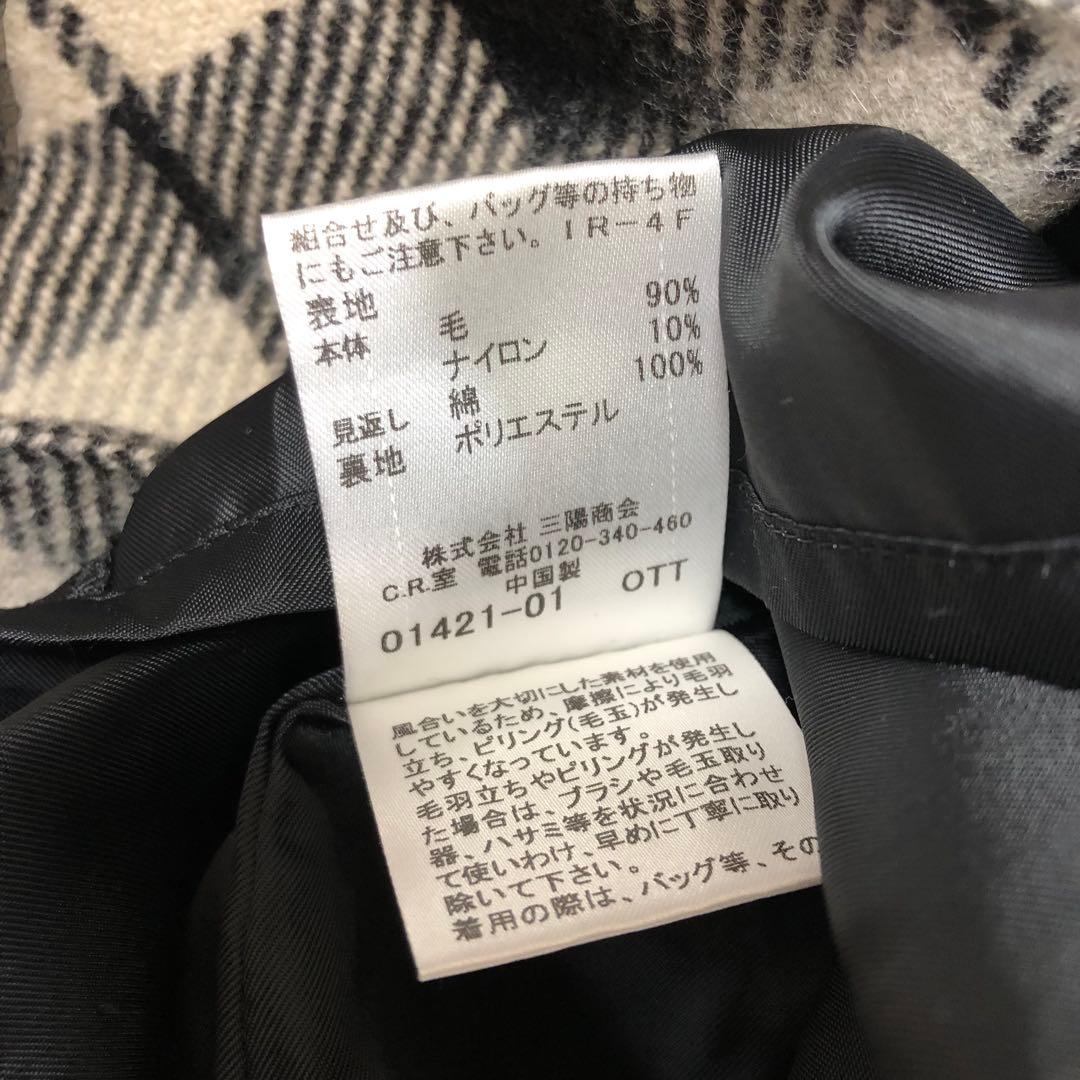 組合せ及び、バッグ等の持ち物
にもご注意下さい。IR-4F
表地
本体 毛 90%
ナイロン 10%
見返し 綿 100%
裏地 ポリエステル
株式会社 三陽商会
C.R.室 電話0120-340-460
中国製
01421-01 OTT
風合いを大切にした素材を使用
しているため、摩擦により毛羽
立ち、ピリング(毛玉)が発生し
やすくなっています。
毛羽立ちやピリングが発生し
た場合は、ブラシや毛玉取り
器、ハサミ等を状況に合わせ
て使いわけ、早めに丁寧に取り
除いて下さい。
着用の際は、バッグ等、その